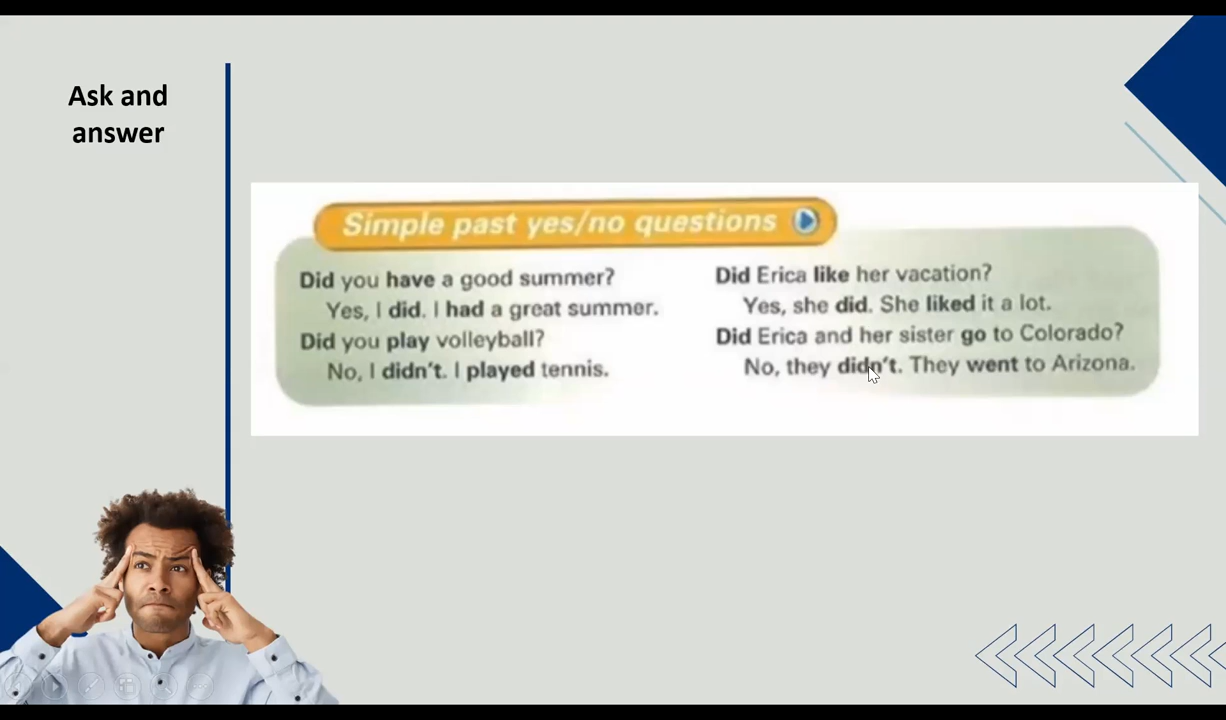 Ask and
answer
Simple past yes/no questions
Did you have a good summer?
Yes, I did. I had a great summer.
Did you play volleyball?
No, I didn't. I played tennis.
Did Erica like her vacation?
Yes, she did. She liked it a lot.
Did Erica and her sister go to Colorado?
No, they didn't. They went to Arizona.